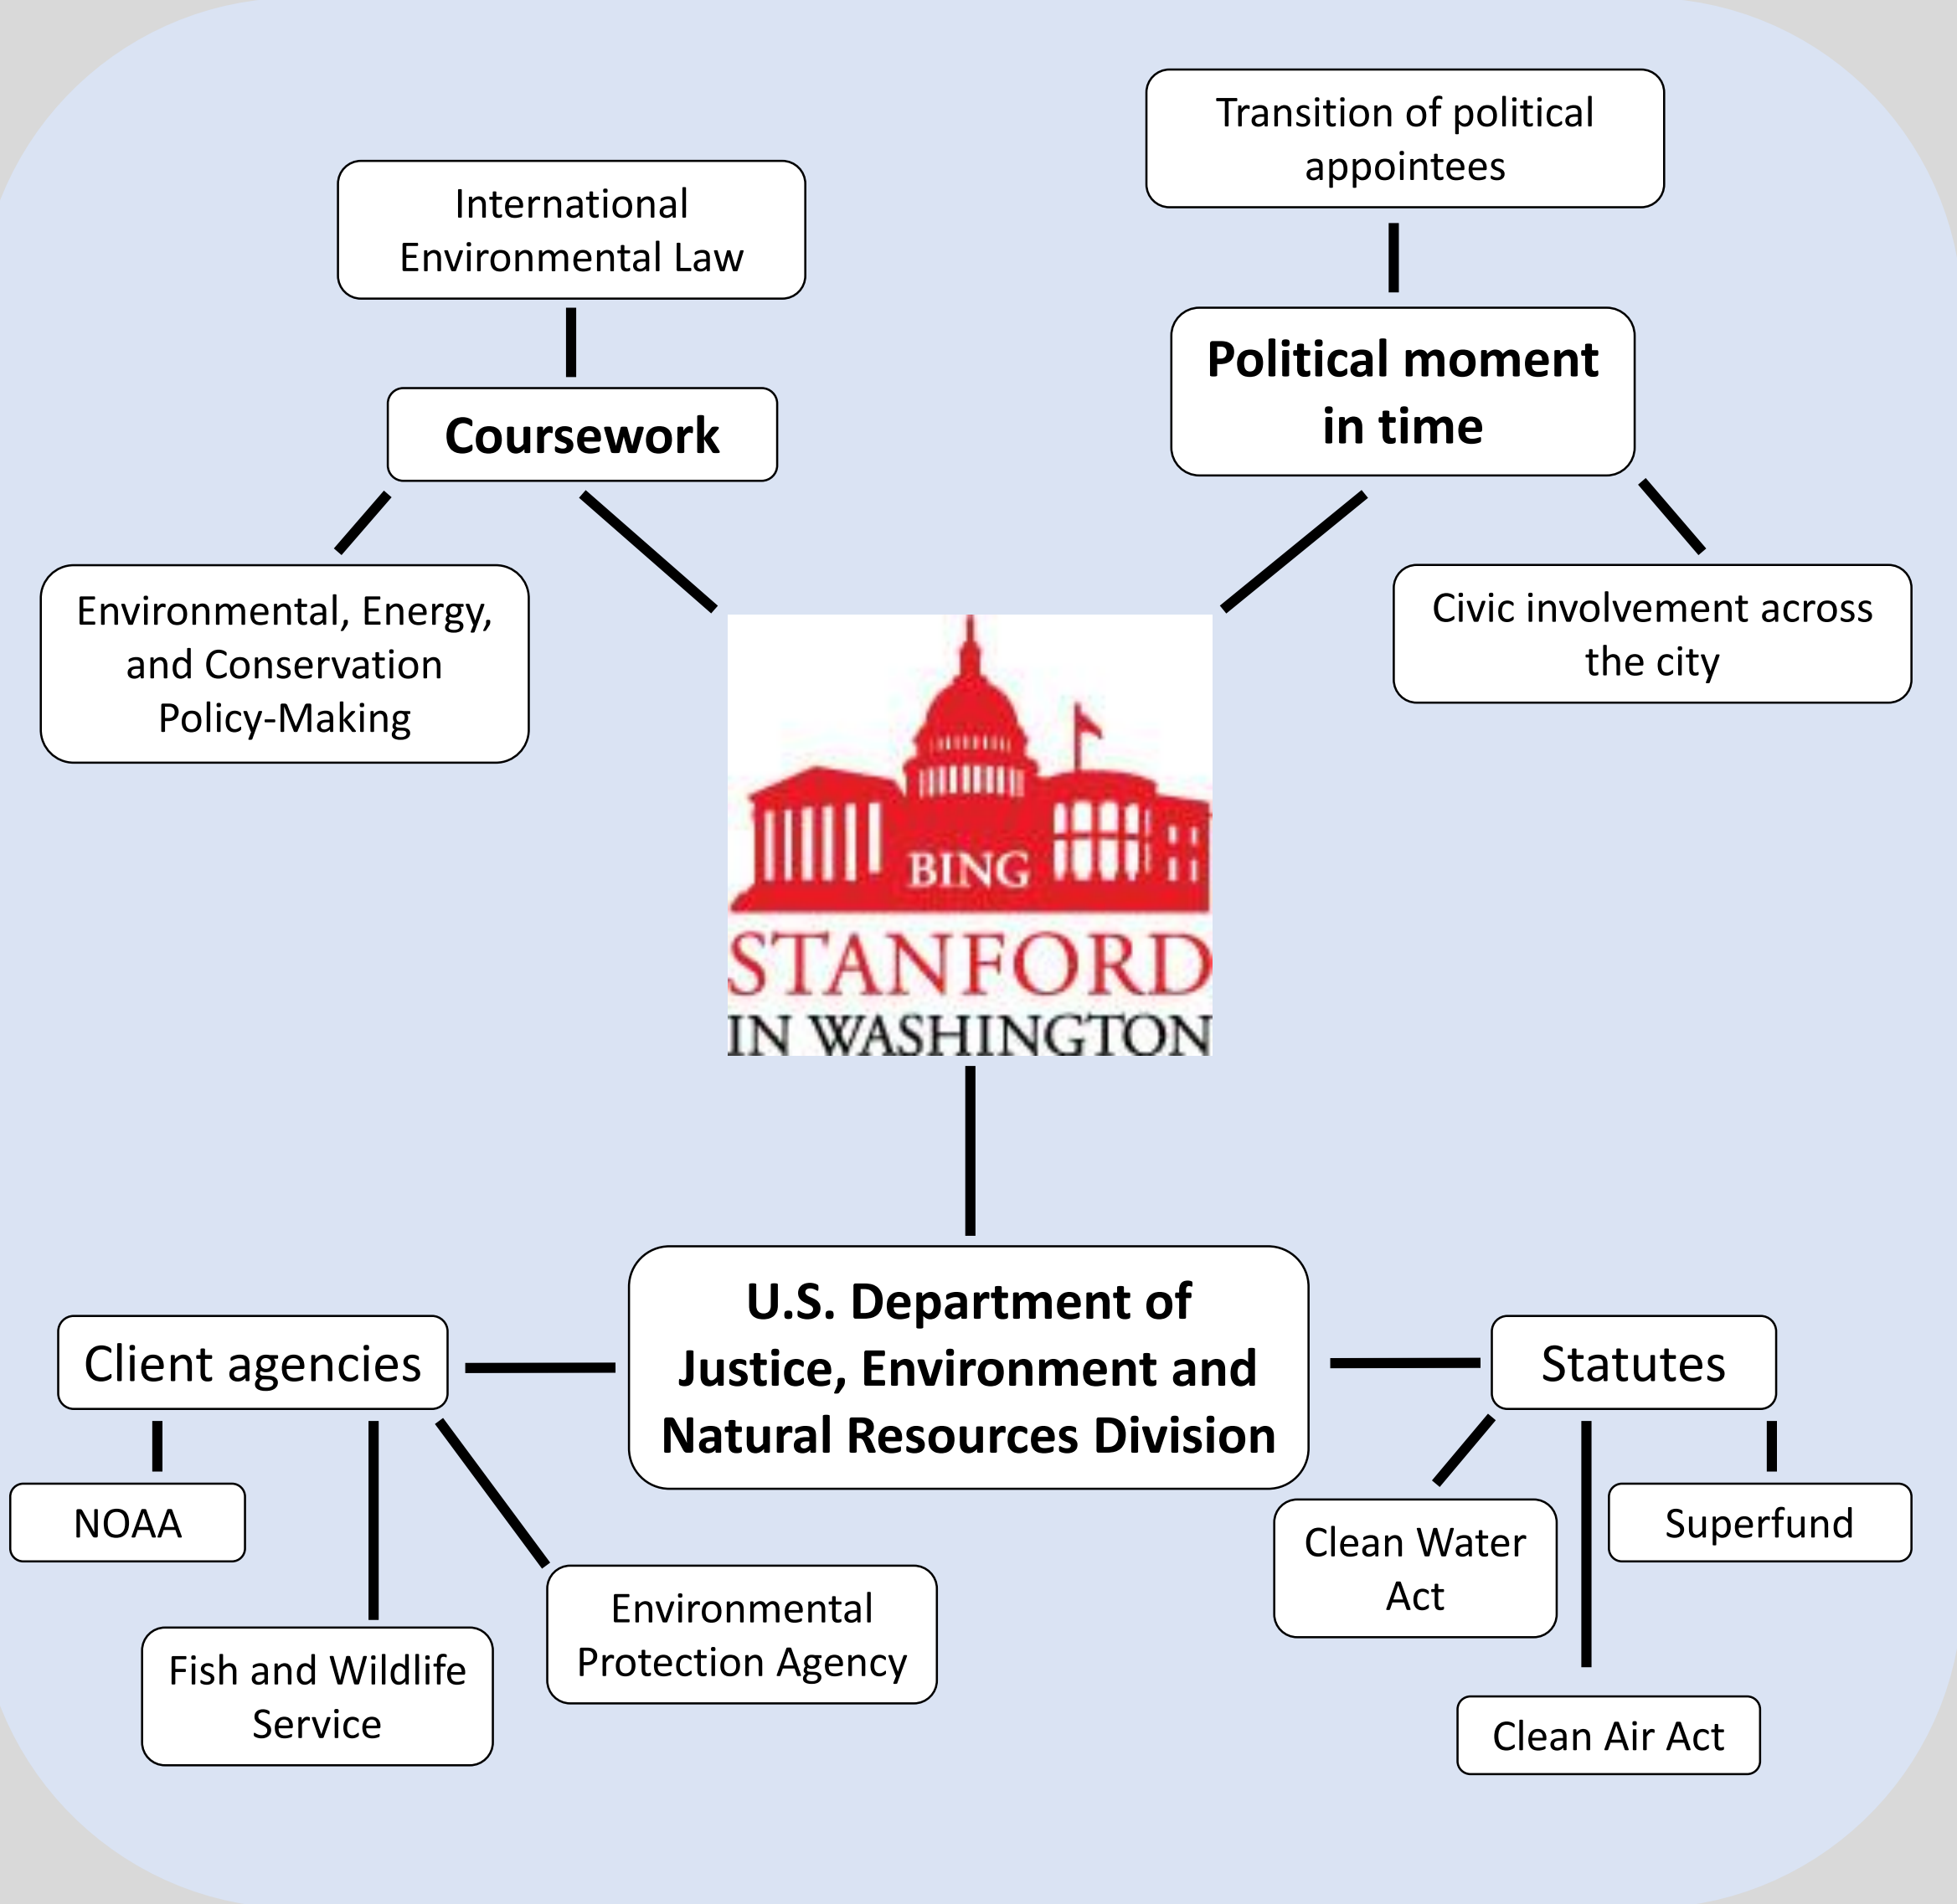 Transition of political
appointees
International
Environmental Law
Political moment
in time
Coursework
Environmental, Energy,
and Conservation
Policy-Making
Civic involvement across
the city
BING
STANFORD
IN WASHINGTON
U.S. Department of
Justice, Environment and
Natural Resources Division
Client agencies
NOAA
Fish and Wildlife
Service
Environmental
Protection Agency
Statutes
Clean Water
Act
Superfund
Clean Air Act